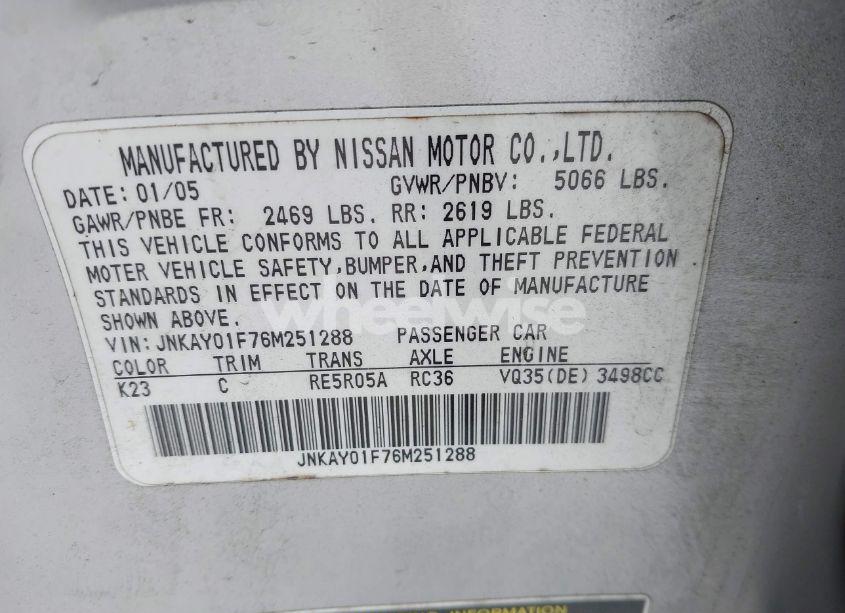 MANUFACTURED BY NISSAN MOTOR CO.,LTD.
DATE: 01/05 GVWR/PNBV: 5066 LBS.
GAWR/PNBE FR: 2469 LBS. RR: 2619 LBS.
THIS VEHICLE CONFORMS TO ALL APPLICABLE FEDERAL
MOTER VEHICLE SAFETY,BUMPER,AND THEFT PREVENTION
STANDARDS IN EFFECT ON THE DATE OF MANUFACTURE
SHOWN ABOVE.
wheelwise
VIN: JNKAY01F76M251288 PASSENGER CAR
COLOR TRIM TRANS AXLE ENGINE
K23 C RE5R05A RC36 VQ35(DE) 3498CC
JNKAY01F76M251288
INFORMATION